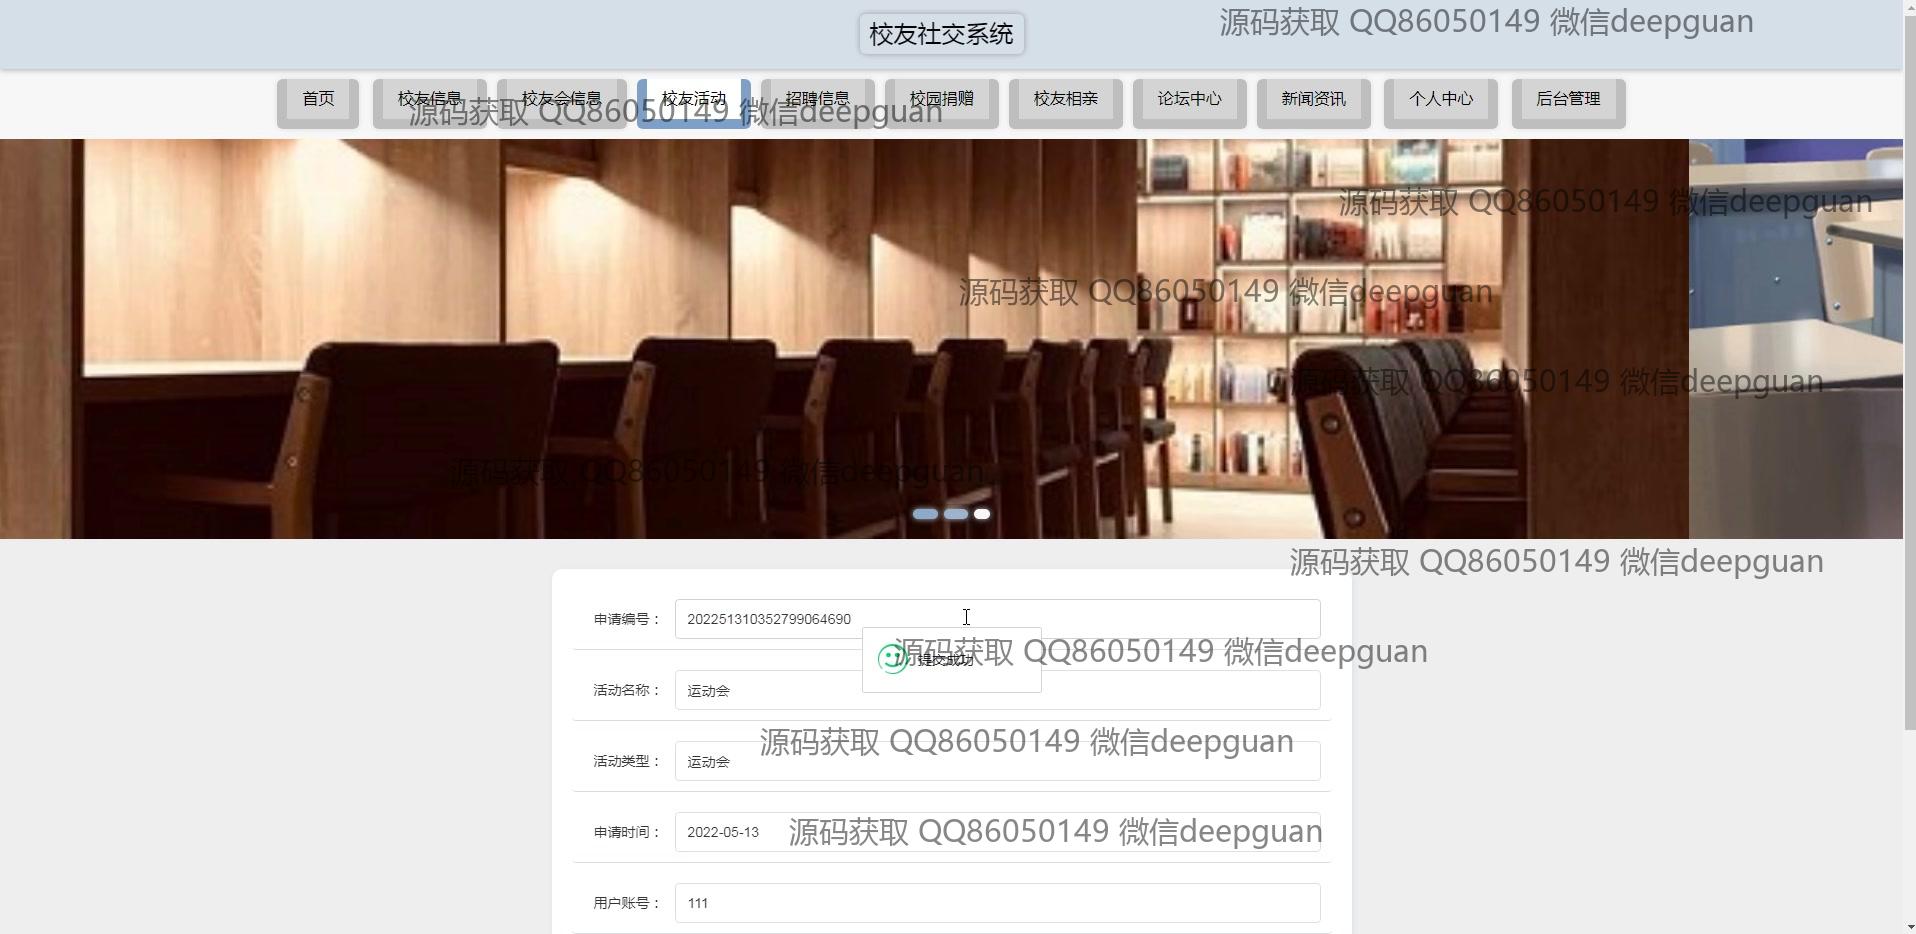 校友社交系统
源码获取 QQ86050149 微信deepguan
首页
校友信息
校友会信息
校友活动
招聘信息
校园捐赠
校友相亲
论坛中心
新闻资讯
个人中心
后台管理
源码获取 QQ86050149 微信deepguan
源码获取 QQ86050149 微信deepguan
源码获取 QQ86050149 微信deepguan
源码获取 QQ86050149 微信deepguan
源码获取 QQ86050149 微信deepguan
源码获取 QQ86050149 微信deepguan
申请编号： 202251310352799064690
提交成功
源码获取 QQ86050149 微信deepguan
活动名称： 运动会
源码获取 QQ86050149 微信deepguan
活动类型： 运动会
申请时间： 2022-05-13
源码获取 QQ86050149 微信deepguan
用户账号： 111